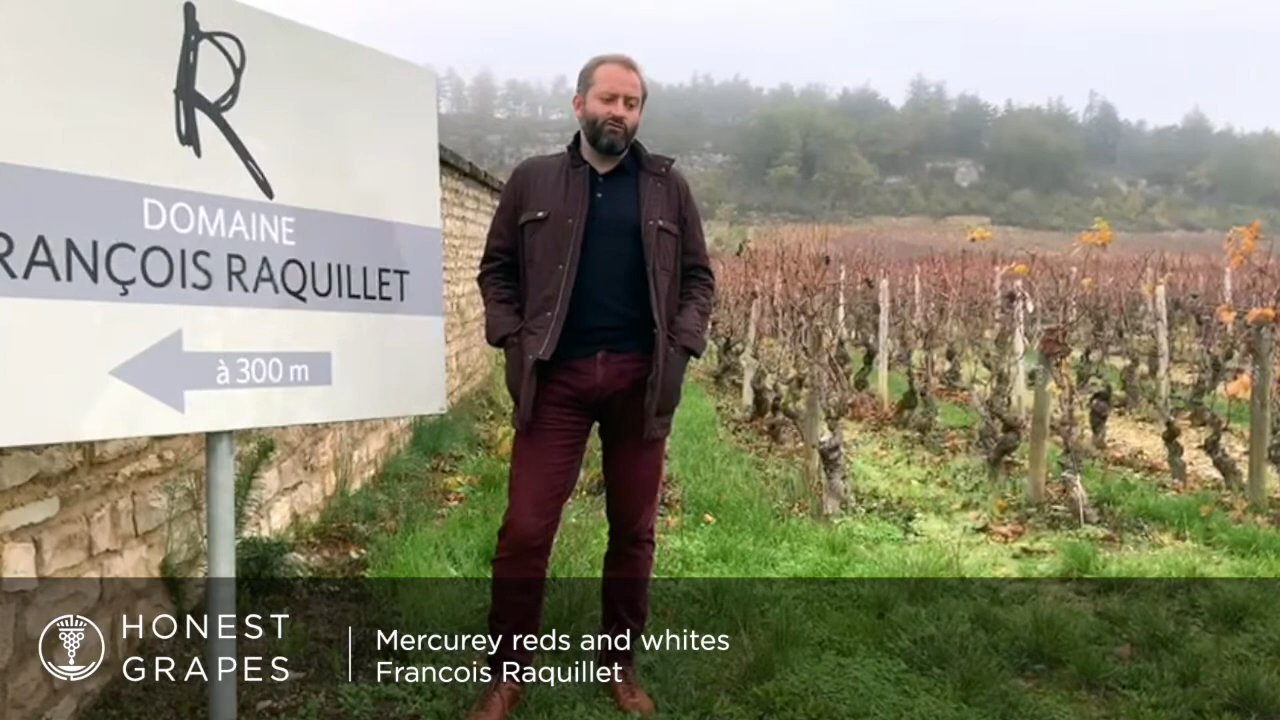 R
DOMAINE
RANÇOIS RAQUILLET
à 300 m
HONEST
GRAPES
Mercurey reds and whites
Francois Raquillet